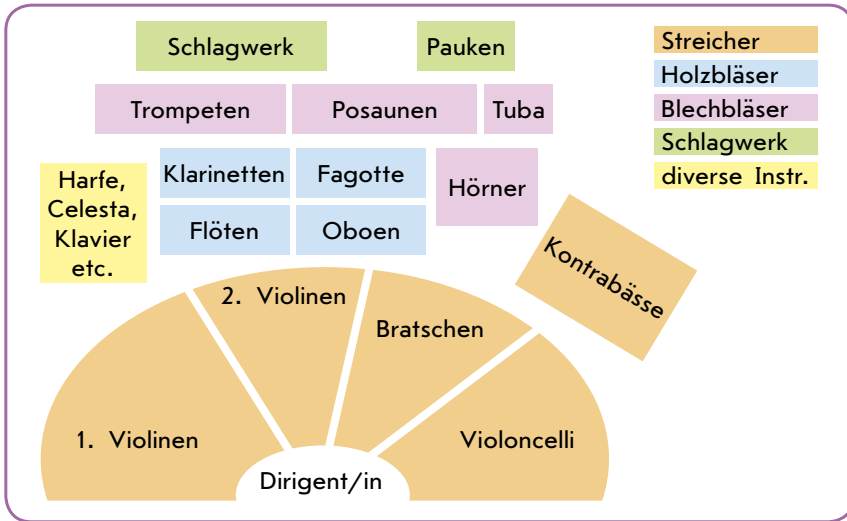 Schlagwerk
Pauken
Trompeten
Posaunen
Tuba
Klarinetten
Fagotte
Hörner
Flöten
Oboen
Harfe,
Celesta,
Klavier
etc.
Kontrabässe
1. Violinen
2. Violinen
Bratschen
Violoncelli
Dirigent/in
Streicher
Holzbläser
Blechbläser
Schlagwerk
diverse Instr.